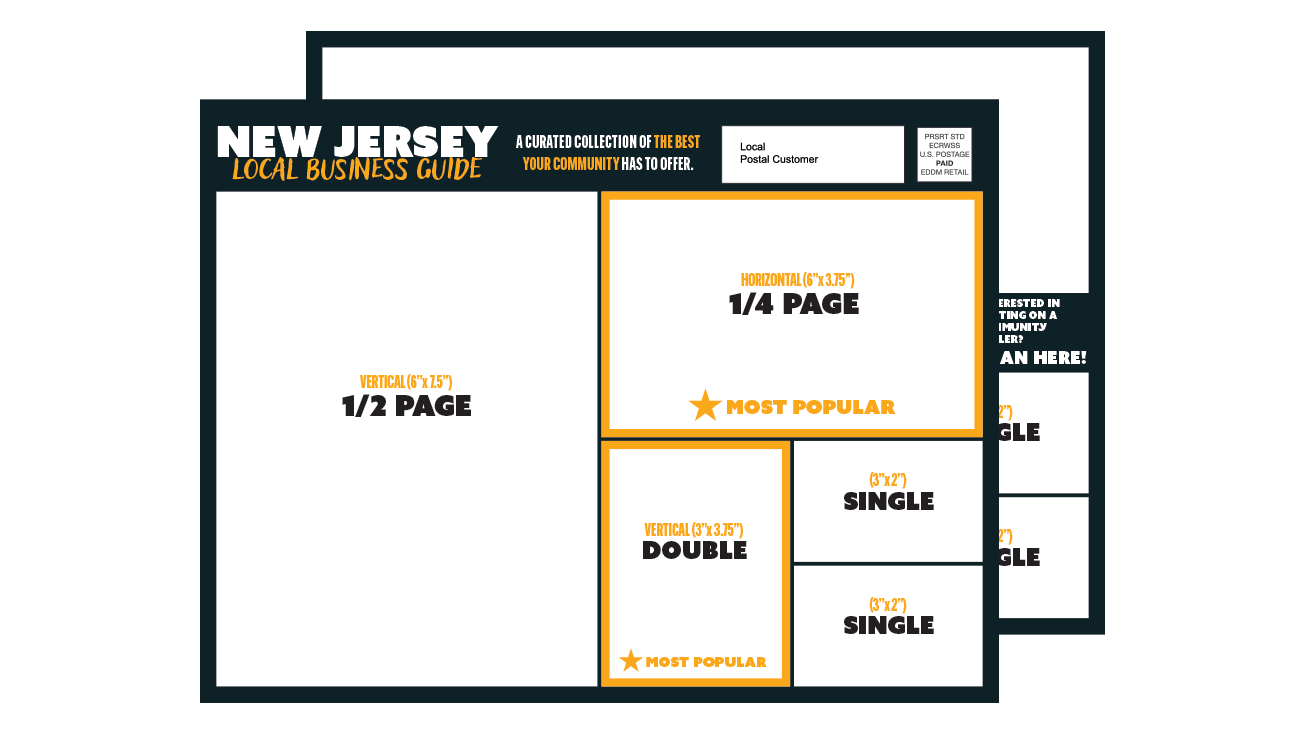 NEW JERSEY
LOCAL BUSINESS GUIDE
A CURATED COLLECTION OF THE BEST
YOUR COMMUNITY HAS TO OFFER.
Local
Postal Customer
PRSRT STD
ECRWSS
U.S. POSTAGE
PAID
EDDM RETAIL
VERTICAL (6”x 7.5”)
1/2 PAGE
HORIZONTAL (6”x 3.75”)
1/4 PAGE
MOST POPULAR
VERTICAL (3”x 3.75”)
DOUBLE
MOST POPULAR
(3”x 2”)
SINGLE
(3”x 2”)
SINGLE
ERESTED IN
TING ON A
MUNITY
LER?
AN HERE!
2”)
GLE
2”)
GLE